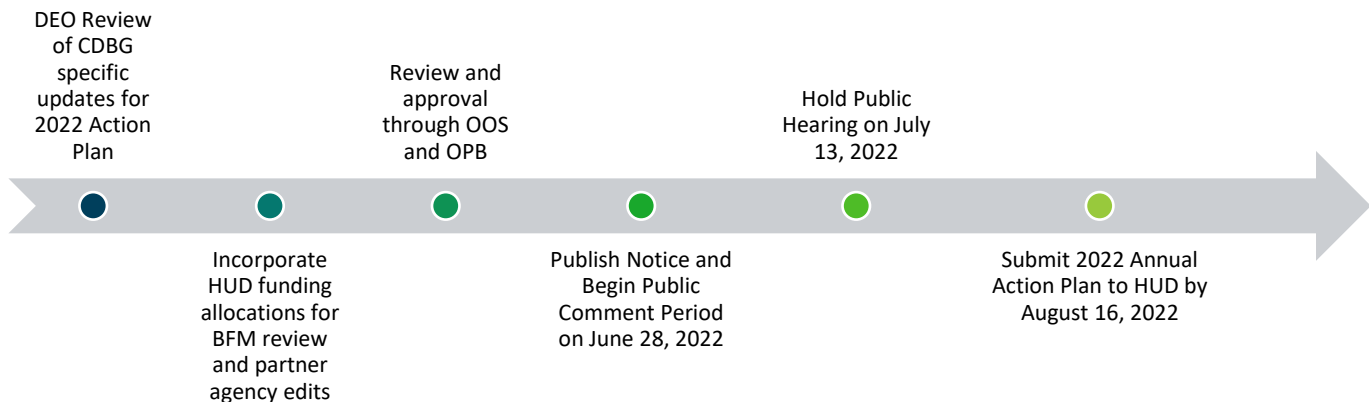 DEO Review
of CDBG
specific
updates for
2022 Action
Plan
Incorporate
HUD funding
allocations for
BFM review
and partner
agency edits
Review and
approval
through OOS
and OPB
Publish Notice and
Begin Public
Comment Period
on June 28, 2022
Hold Public
Hearing on July
13, 2022
Submit 2022 Annual
Action Plan to HUD by
August 16, 2022